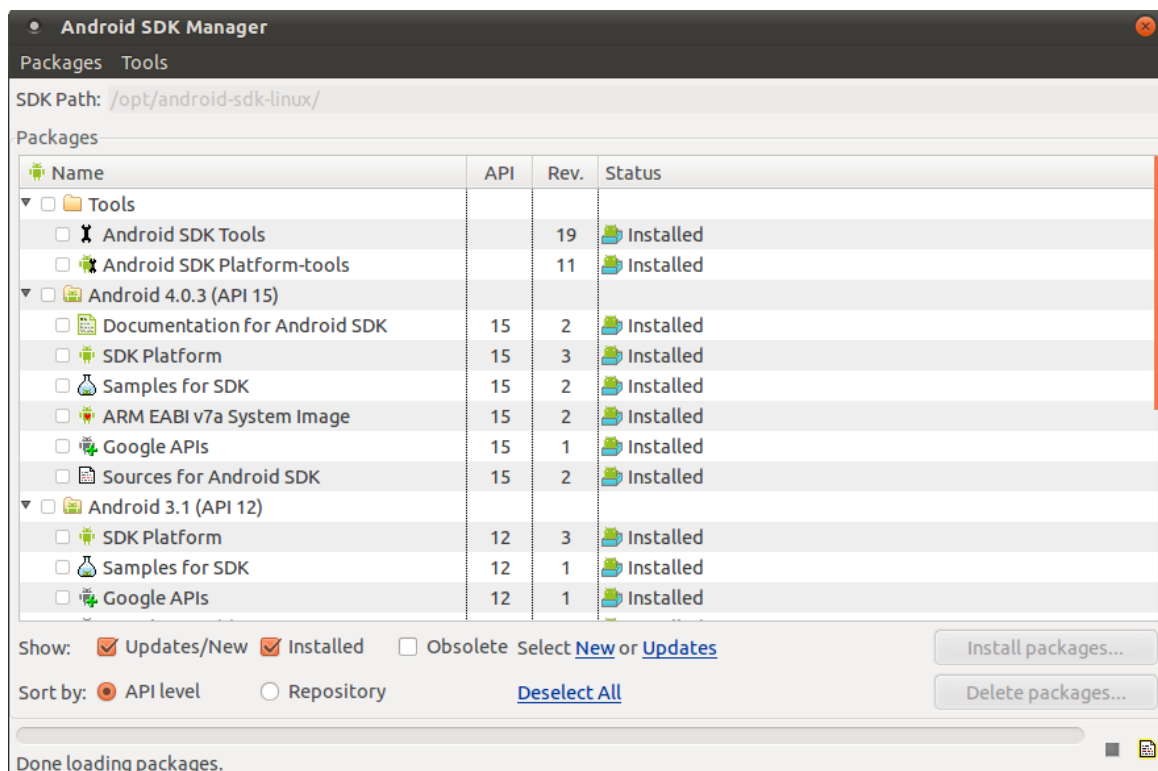 Android SDK Manager
Packages Tools
SDK Path: /opt/android-sdk-linux/
Packages
Name API Rev. Status
Tools
Android SDK Tools 19 Installed
Android SDK Platform-tools 11 Installed
Android 4.0.3 (API 15)
Documentation for Android SDK 15 2 Installed
SDK Platform 15 3 Installed
Samples for SDK 15 2 Installed
ARM EABI v7a System Image 15 2 Installed
Google APIs 15 1 Installed
Sources for Android SDK 15 2 Installed
Android 3.1 (API 12)
SDK Platform 12 3 Installed
Samples for SDK 12 1 Installed
Google APIs 12 1 Installed
Show: Updates/New Installed Obsolete Select New or Updates Install packages...
Sort by: API level Repository Deselect All Delete packages...
Done loading packages.